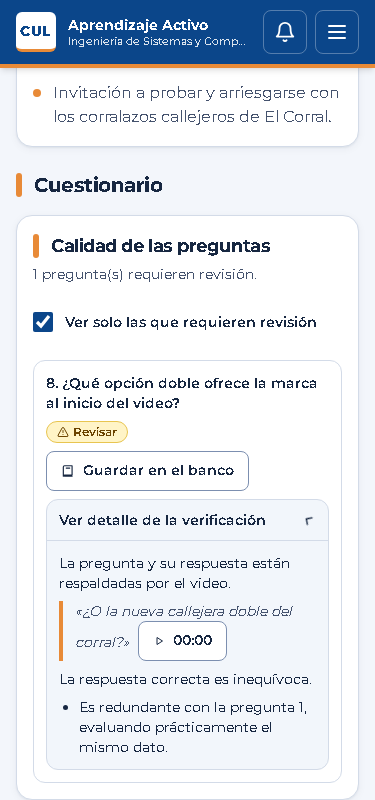 CUL
Aprendizaje Activo
Ingeniería de Sistemas y Comp...
Invitación a probar y arriesgarse con
los corralazos callejeros de El Corral.
Cuestionario
Calidad de las preguntas
1 pregunta(s) requieren revisión.
Ver solo las que requieren revisión
8. ¿Qué opción doble ofrece la marca
al inicio del video?
Revisar
Guardar en el banco
Ver detalle de la verificación
La pregunta y su respuesta están
respaldadas por el video.
«¿O la nueva callejera doble del
corral?» 00:00
La respuesta correcta es inequívoca.
Es redundante con la pregunta 1,
evaluando prácticamente el
mismo dato.